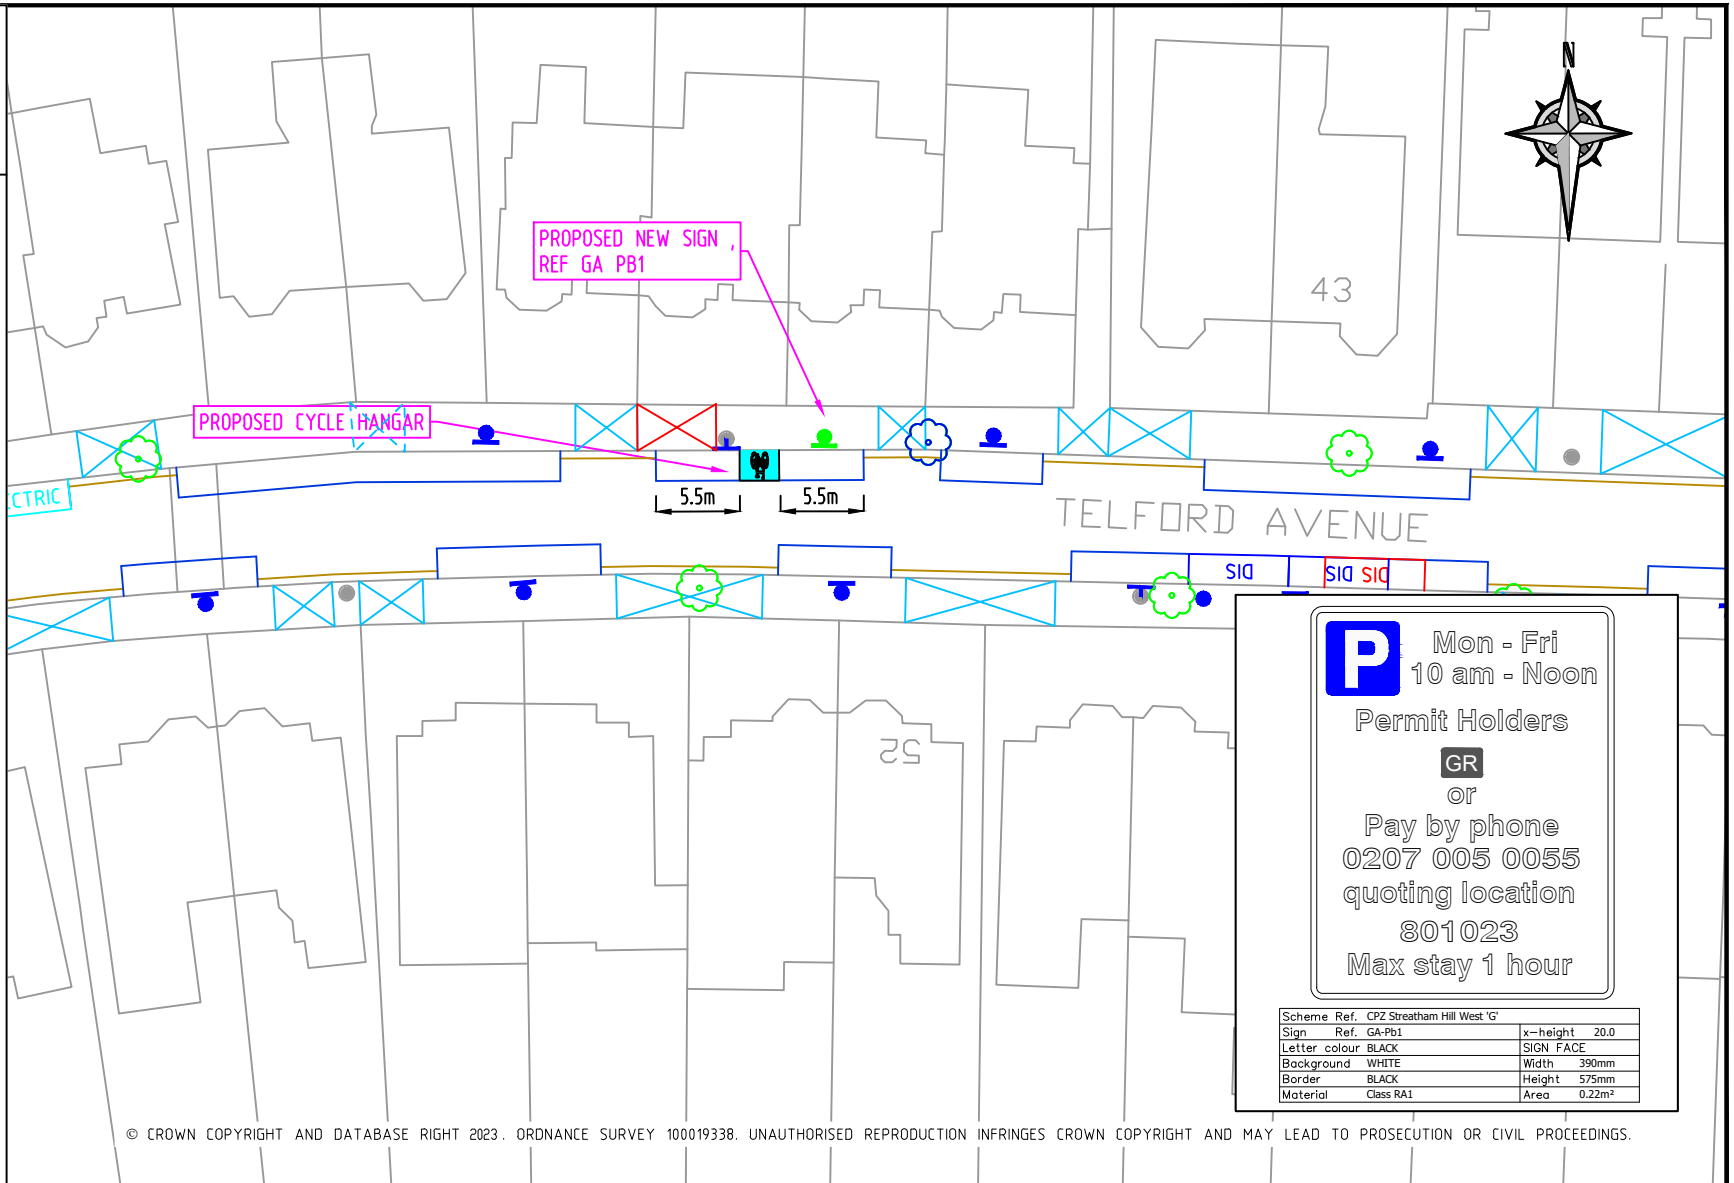 N
PROPOSED NEW SIGN ,
REF GA PB1
43
PROPOSED CYCLE HANGAR
CTRIC
5.5m
5.5m
TELFORD AVENUE
DIS
DIS
DIS
52
P
Mon - Fri
10 am - Noon
Permit Holders
GR
or
Pay by phone
0207 005 0055
quoting location
801023
Max stay 1 hour
Scheme Ref. CPZ Streatham Hill West 'G'
Sign Ref. GA-Pb1 x-height 20.0
Letter colour BLACK SIGN FACE
Background WHITE Width 390mm
Border BLACK Height 575mm
Material Class RA1 Area 0.22m²
© CROWN COPYRIGHT AND DATABASE RIGHT 2023. ORDNANCE SURVEY 100019338. UNAUTHORISED REPRODUCTION INFRINGES CROWN COPYRIGHT AND MAY LEAD TO PROSECUTION OR CIVIL PROCEEDINGS.